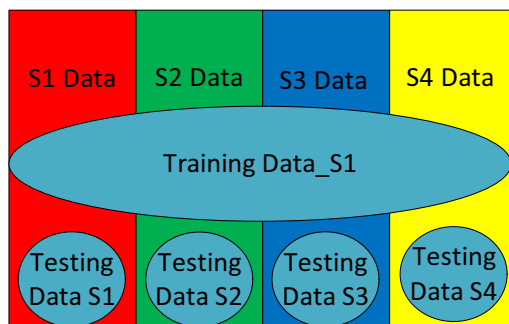 S1 Data
S2 Data
S3 Data
S4 Data
Training Data_S1
Testing
Data S1
Testing
Data S2
Testing
Data S3
Testing
Data S4